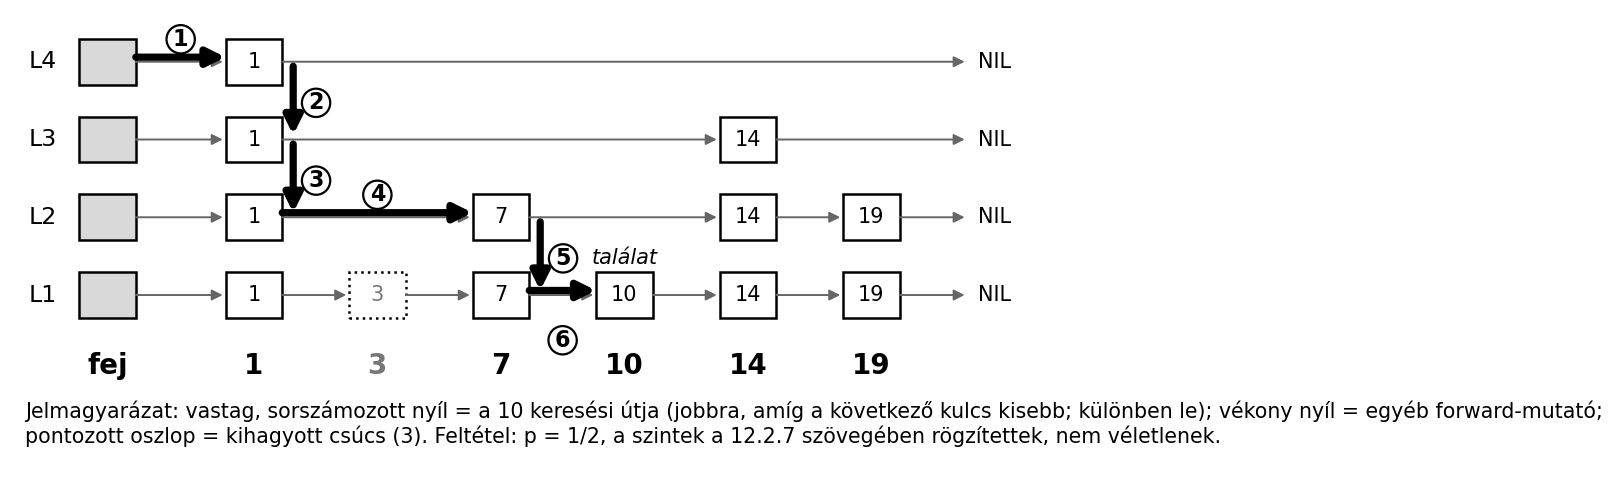 ①
L4 1 NIL
②
L3 1 14 NIL
③ ④
L2 1 7 14 19 NIL
⑤ találat
L1 1 3 7 10 14 19 NIL
⑥
fej 1 3 7 10 14 19
Jelmagyarázat: vastag, sorszámozott nyíl = a 10 keresési útja (jobbra, amíg a következő kulcs kisebb; különben le); vékony nyíl = egyéb forward-mutató;
pontozott oszlop = kihagyott csúcs (3). Feltétel: p = 1/2, a szintek a 12.2.7 szövegében rögzítettek, nem véletlenek.